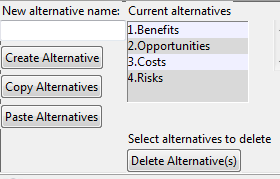 New alternative name:
Current alternatives
1.Benefits
2.Opportunities
3.Costs
4.Risks
Create Alternative
Copy Alternatives
Paste Alternatives
Select alternatives to delete
Delete Alternative(s)